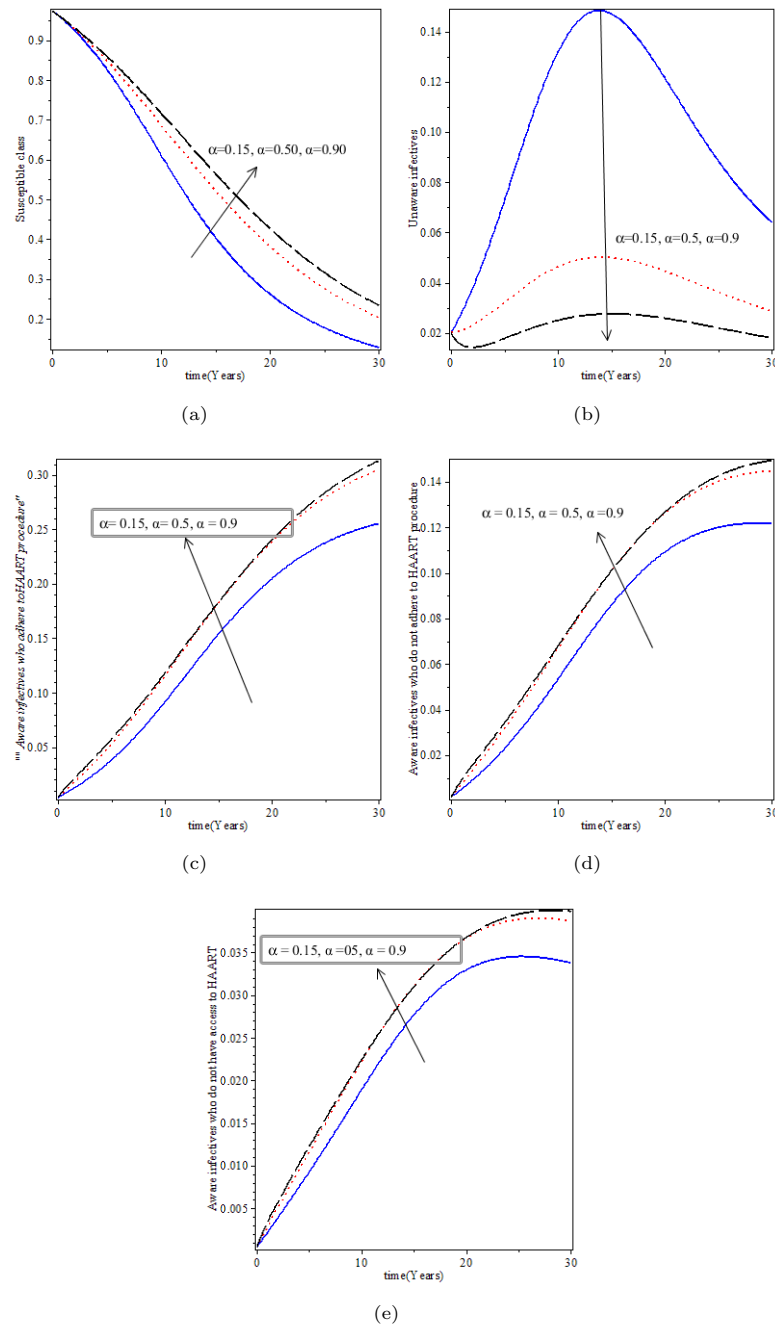 0.9
0.8
0.7
0.6
0.5
0.4
0.3
0.2
Susceptible class
α=0.15, α=0.50, α=0.90
0
10
20
30
time(Years)
(a)
0.14
0.12
0.10
0.08
0.06
0.04
0.02
Unaware infectives
α=0.15, α=0.5, α=0.9
0
10
20
30
time(Years)
(b)
0.30
0.25
0.20
0.15
0.10
0.05
"" Aware infectives who adhere toHAART procedure"
α= 0.15, α= 0.5, α = 0.9
0
10
20
30
time(Years)
(c)
0.14
0.12
0.10
0.08
0.06
0.04
0.02
Aware infectives who do not adhere to HAART procedure
α = 0.15, α = 0.5, α =0.9
0
10
20
30
time(Years)
(d)
0.035
0.030
0.025
0.020
0.015
0.010
0.005
Aware infectives who do not have access to HAART
α = 0.15, α =05, α = 0.9
0
10
20
30
time(Years)
(e)